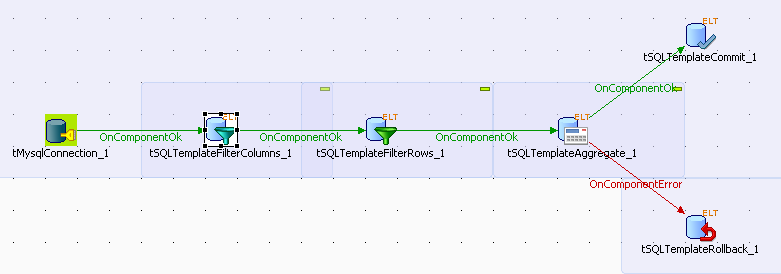 ELT
tSQLTemplateCommit_1
OnComponentOk
ELT
ELT
ELT
OnComponentOk
OnComponentOk
OnComponentOk
tMysqlConnection_1
tSQLTemplateFilterColumns_1
tSQLTemplateFilterRows_1
tSQLTemplateAggregate_1
OnComponentError
ELT
tSQLTemplateRollback_1